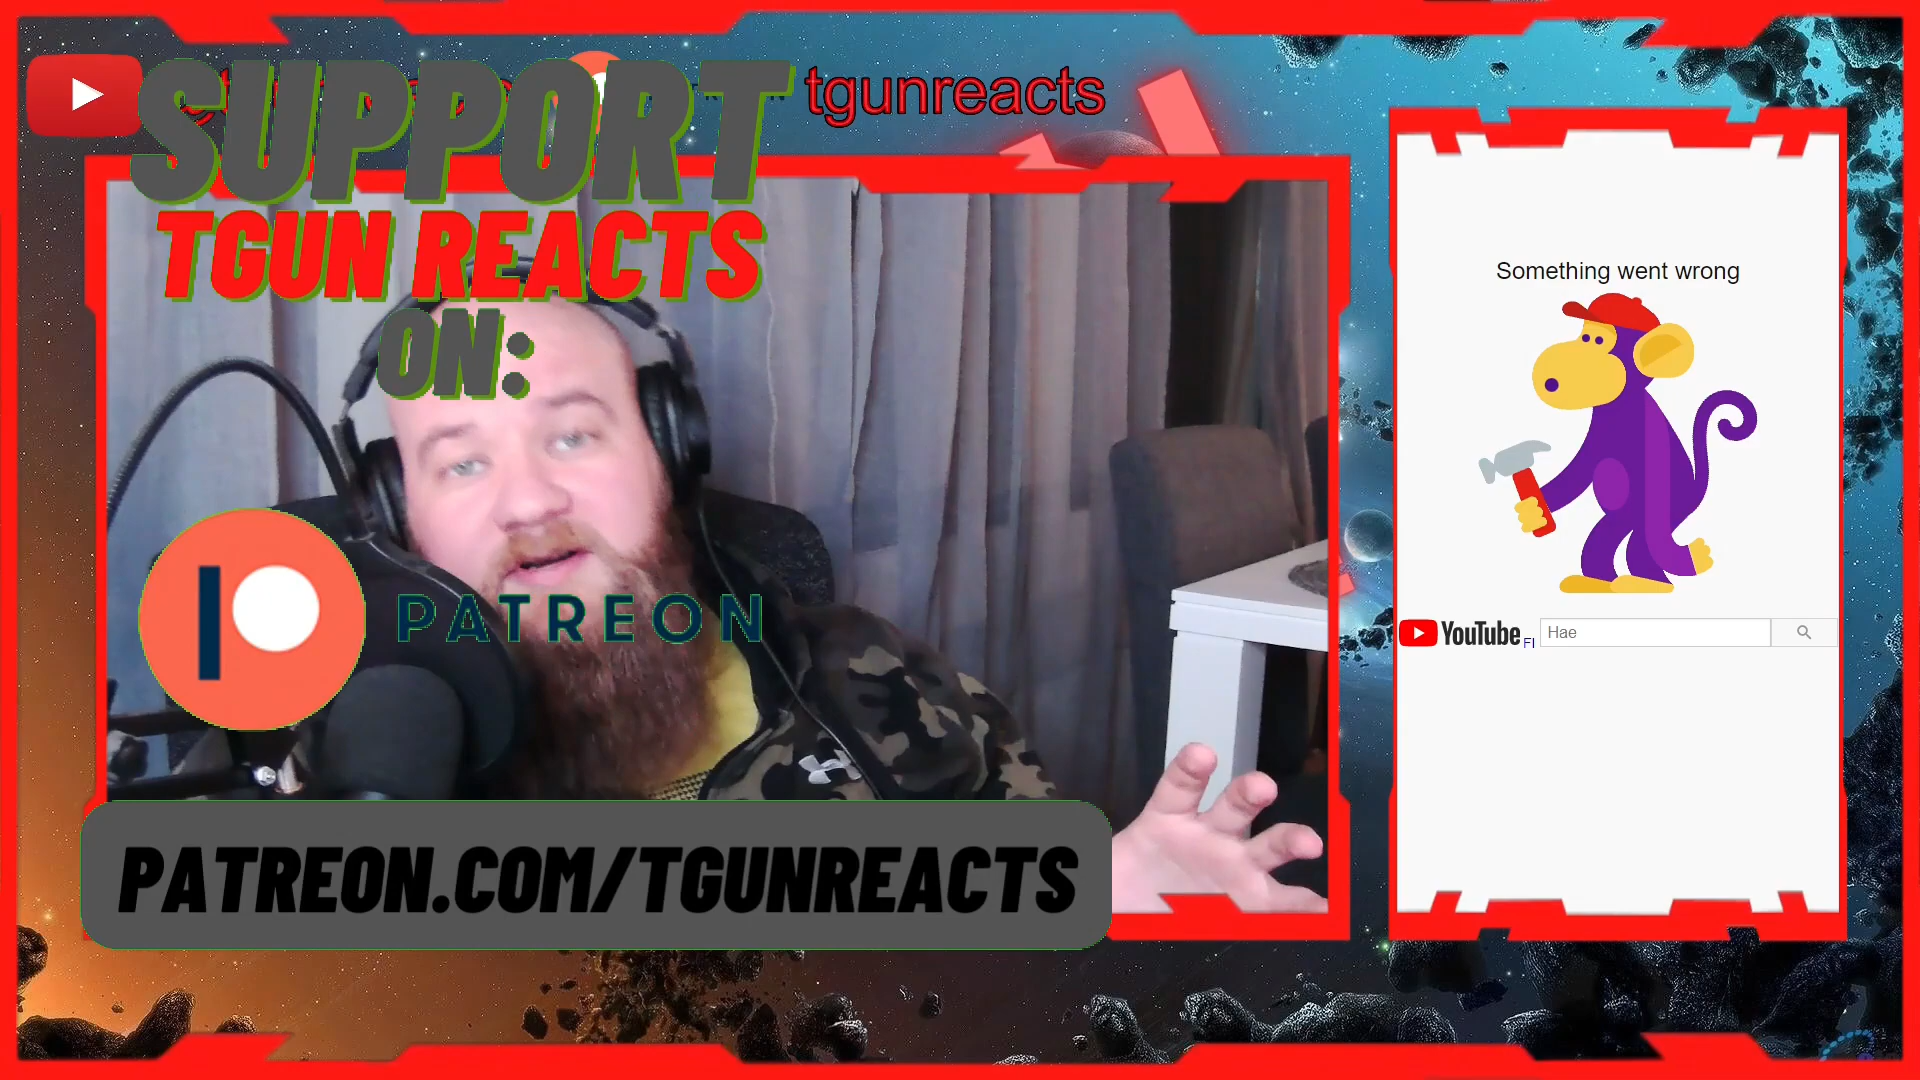 tgunreacts
SUPPORT
TGUN REACTS
ON:
PATREON
PATREON.COM/TGUNREACTS
Something went wrong
YouTube FI
Hae